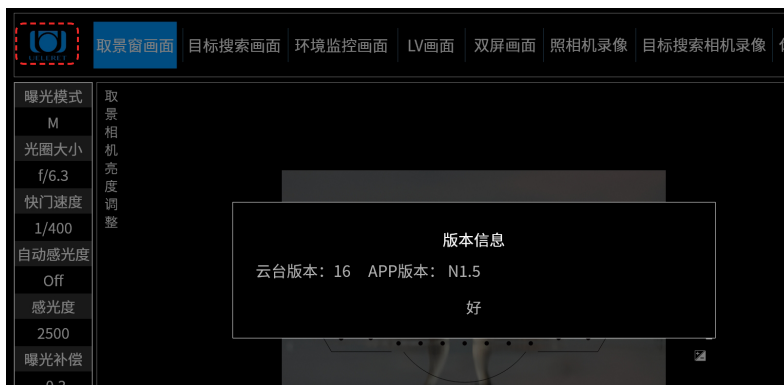 CELERET
取景窗画面 目标搜索画面 环境监控画面 LV画面 双屏画面 照相机录像 目标搜索相机录像
曝光模式
M
光圈大小
f/6.3
快门速度
1/400
自动感光度
Off
感光度
2500
曝光补偿
取景相机亮度调整
版本信息
云台版本：16 APP版本： N1.5
好